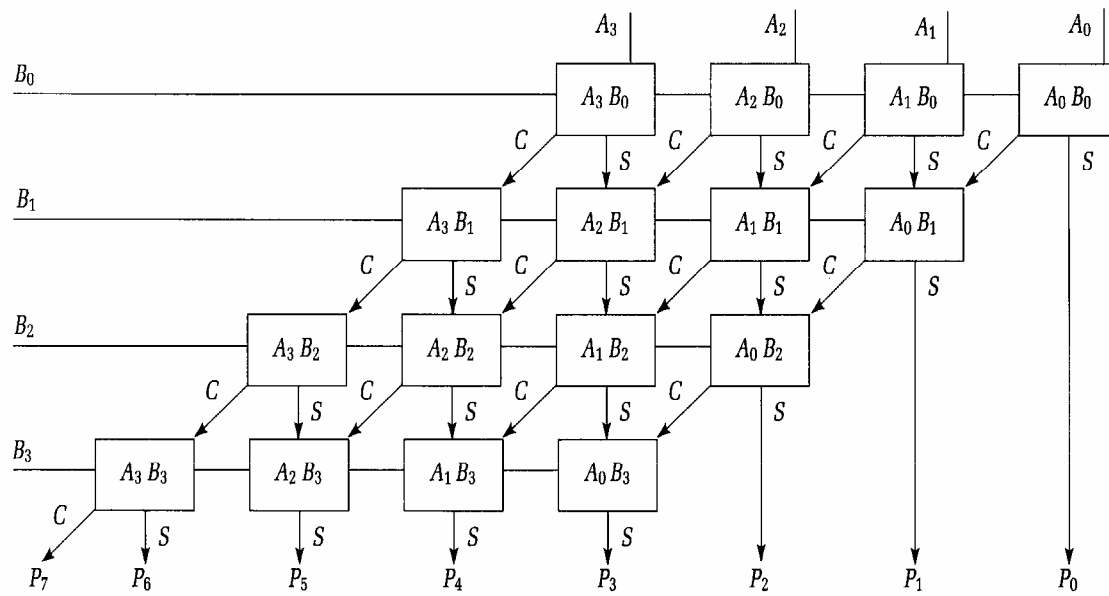 A₃ A₂ A₁ A₀
B₀ A₃ B₀ A₂ B₀ A₁ B₀ A₀ B₀
C S C S C S C S
B₁ A₃ B₁ A₂ B₁ A₁ B₁ A₀ B₁
C S C S C S C S
B₂ A₃ B₂ A₂ B₂ A₁ B₂ A₀ B₂
C S C S C S C S
B₃ A₃ B₃ A₂ B₃ A₁ B₃ A₀ B₃
C S S S S
P₇ P₆ P₅ P₄ P₃ P₂ P₁ P₀